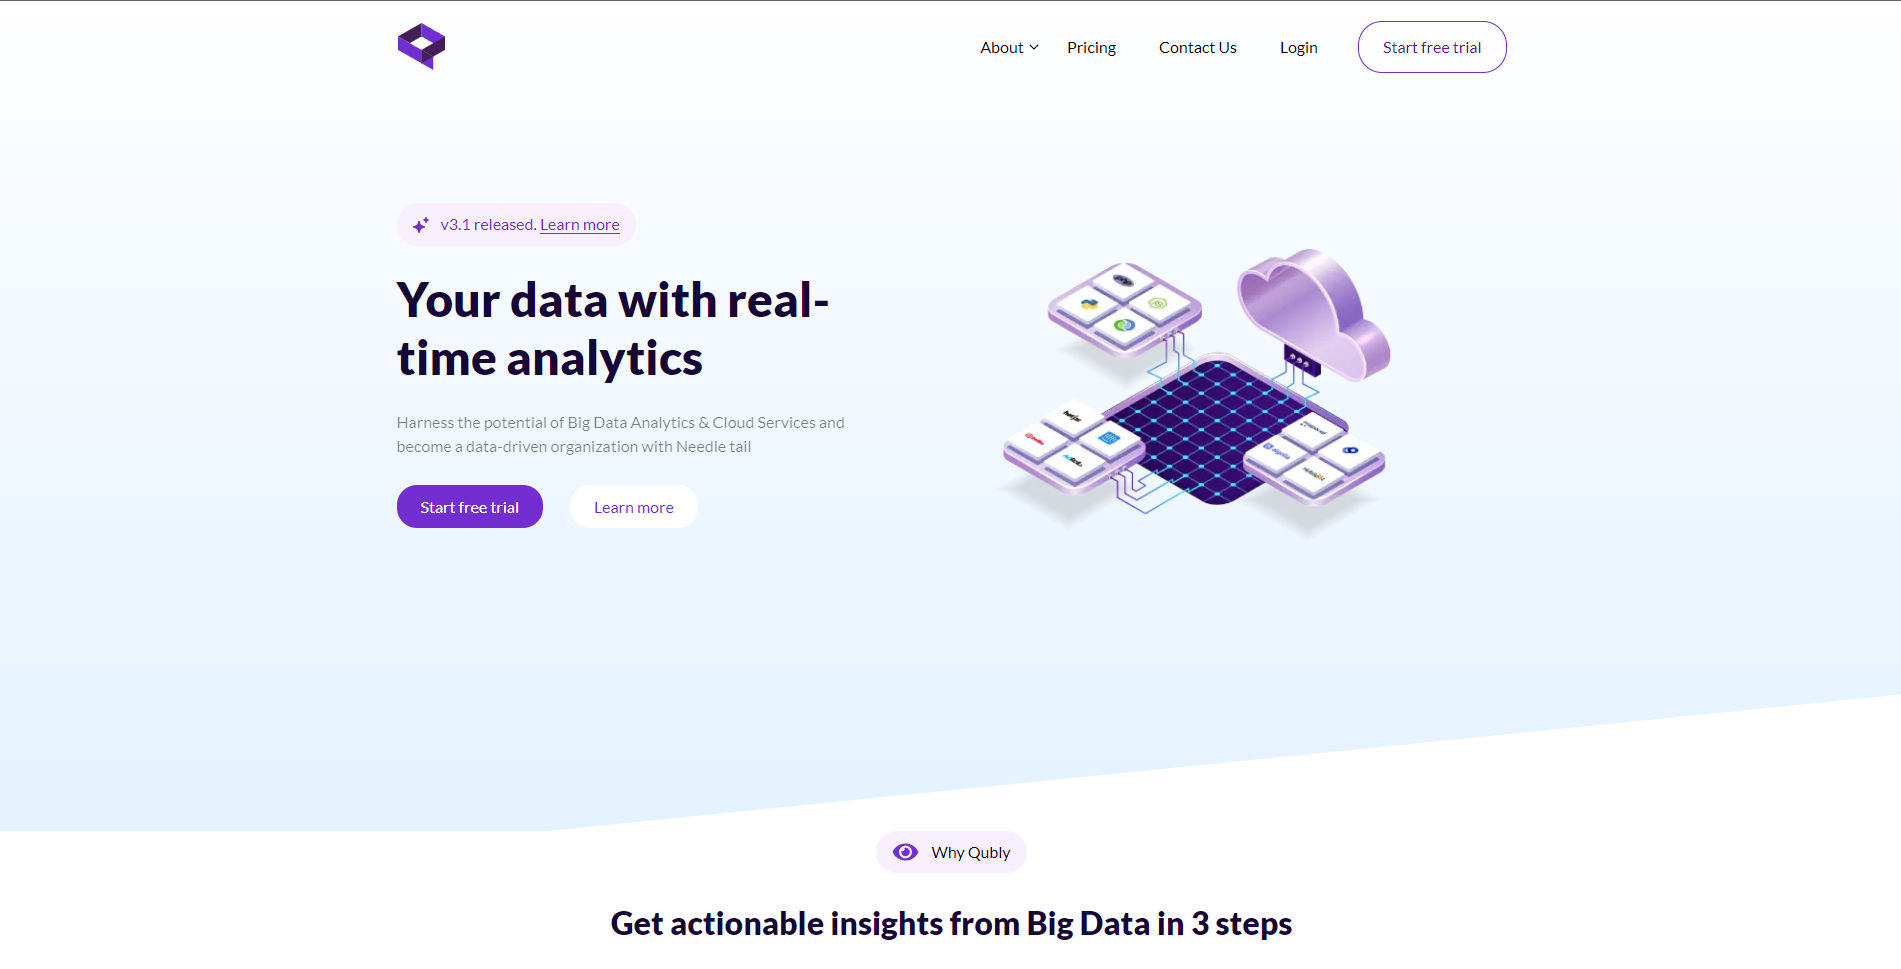 About
Pricing
Contact Us
Login
Start free trial
v3.1 released. Learn more
Your data with real-
time analytics
Harness the potential of Big Data Analytics & Cloud Services and
become a data-driven organization with Needle tail
Start free trial
Learn more
Why Qubly
Get actionable insights from Big Data in 3 steps